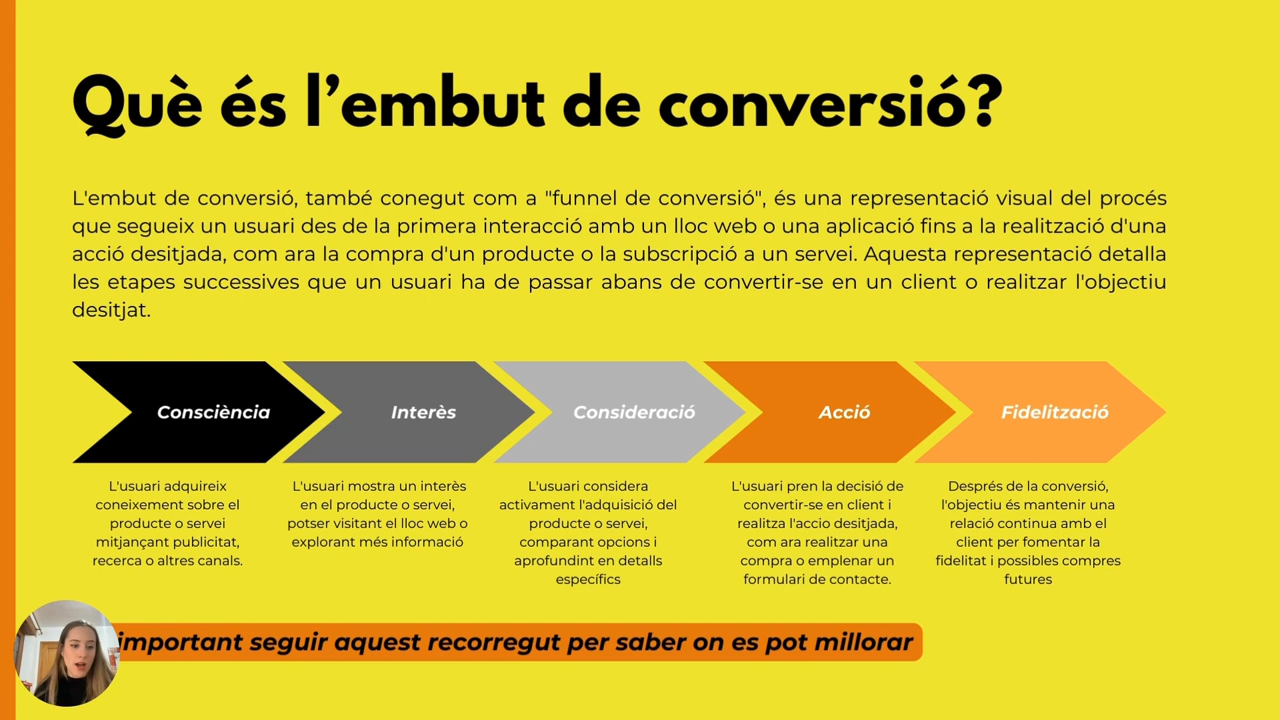 Què és l’embut de conversió?
L'embut de conversió, també conegut com a "funnel de conversió", és una representació visual del procés
que segueix un usuari des de la primera interacció amb un lloc web o una aplicació fins a la realització d'una
acció desitjada, com ara la compra d'un producte o la subscripció a un servei. Aquesta representació detalla
les etapes successives que un usuari ha de passar abans de convertir-se en un client o realitzar l'objectiu
desitjat.
Consciència
Interès
Consideració
Acció
Fidelització
L'usuari adquireix
coneixement sobre el
producte o servei
mitjançant publicitat,
recerca o altres canals.
L'usuari mostra un interès
en el producte o servei,
potser visitant el lloc web o
explorant més informació
L'usuari considera
activament l'adquisició del
producte o servei,
comparant opcions i
aprofundint en detalls
específics
L'usuari pren la decisió de
convertir-se en client i
realitza l'accio desitjada,
com ara realitzar una
compra o emplenar un
formulari de contacte.
Després de la conversió,
l'objectiu és mantenir una
relació continua amb el
client per fomentar la
fidelitat i possibles compres
futures
important seguir aquest recorregut per saber on es pot millorar